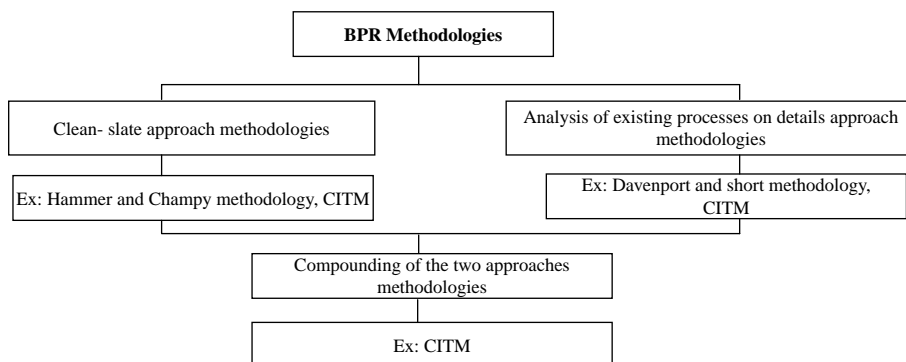 BPR Methodologies
Clean- slate approach methodologies
Analysis of existing processes on details approach
methodologies
Ex: Hammer and Champy methodology, CITM
Ex: Davenport and short methodology,
CITM
Compounding of the two approaches
methodologies
Ex: CITM